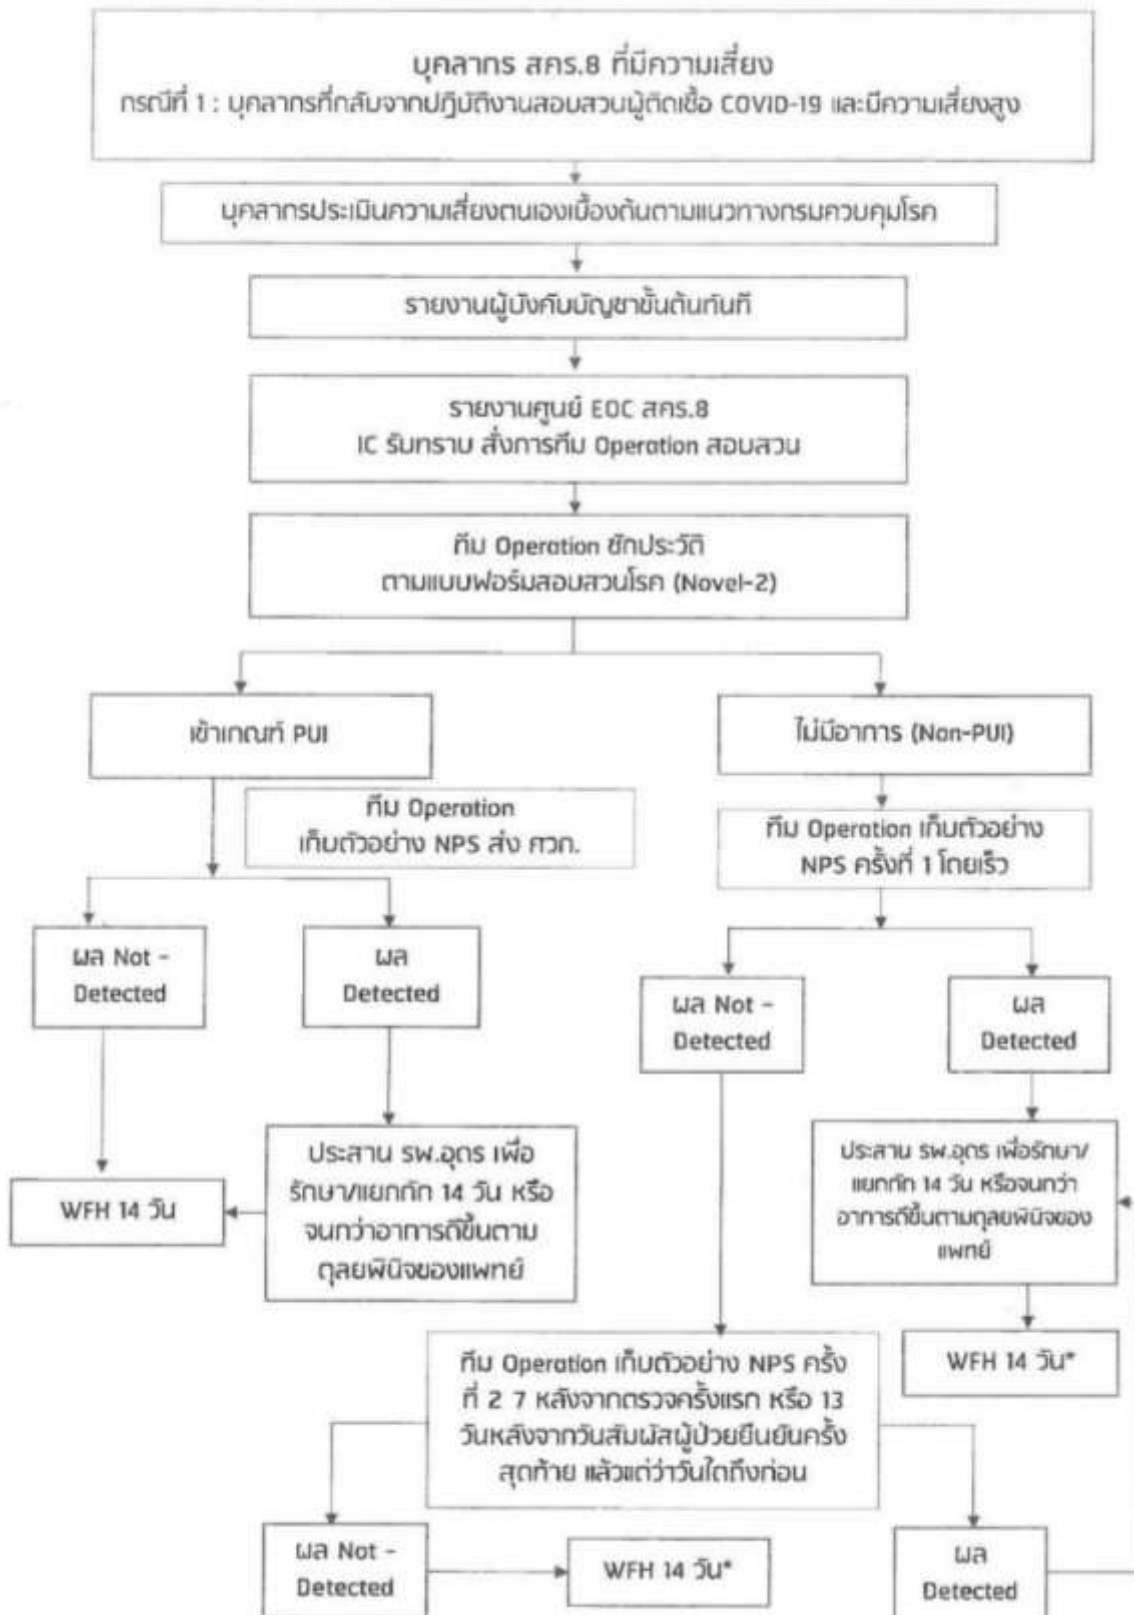 บุคลากร สคร.8 ที่มีความเสี่ยง
กรณีที่ 1 : บุคลากรที่กลับจากปฏิบัติงานสอบสวนผู้ติดเชื้อ COVID-19 และมีความเสี่ยงสูง
บุคลากรประเมินความเสี่ยงตนเองเบื้องต้นตามแนวทางกรมควบคุมโรค
รายงานผู้บังคับบัญชาชั้นต้นทันที
รายงานศูนย์ EOC สคร.8
IC รับทราบ สั่งการทีม Operation สอบสวน
ทีม Operation ซักประวัติ
ตามแบบฟอร์มสอบสวนโรค (Novel-2)
เข้าเกณฑ์ PUI
ไม่มีอาการ (Non-PUI)
ทีม Operation
เก็บตัวอย่าง NPS ส่ง ศวก.
ทีม Operation เก็บตัวอย่าง
NPS ครั้งที่ 1 โดยเร็ว
ผล Not –
Detected
ผล
Detected
ผล Not –
Detected
ผล
Detected
ประสาน รพ.อุดร เพื่อ
รักษา/แยกกัก 14 วัน หรือ
จนกว่าอาการดีขึ้นตาม
ดุลยพินิจของแพทย์
WFH 14 วัน
ประสาน รพ.อุดร เพื่อรักษา/
แยกกัก 14 วัน หรือจนกว่า
อาการดีขึ้นตามดุลยพินิจของ
แพทย์
WFH 14 วัน*
ทีม Operation เก็บตัวอย่าง NPS ครั้ง
ที่ 2 7 หลังจากตรวจครั้งแรก หรือ 13
วันหลังจากวันสัมผัสผู้ป่วยยืนยันครั้ง
สุดท้าย แล้วแต่ว่าวันใดถึงก่อน
ผล Not –
Detected
WFH 14 วัน*
ผล
Detected